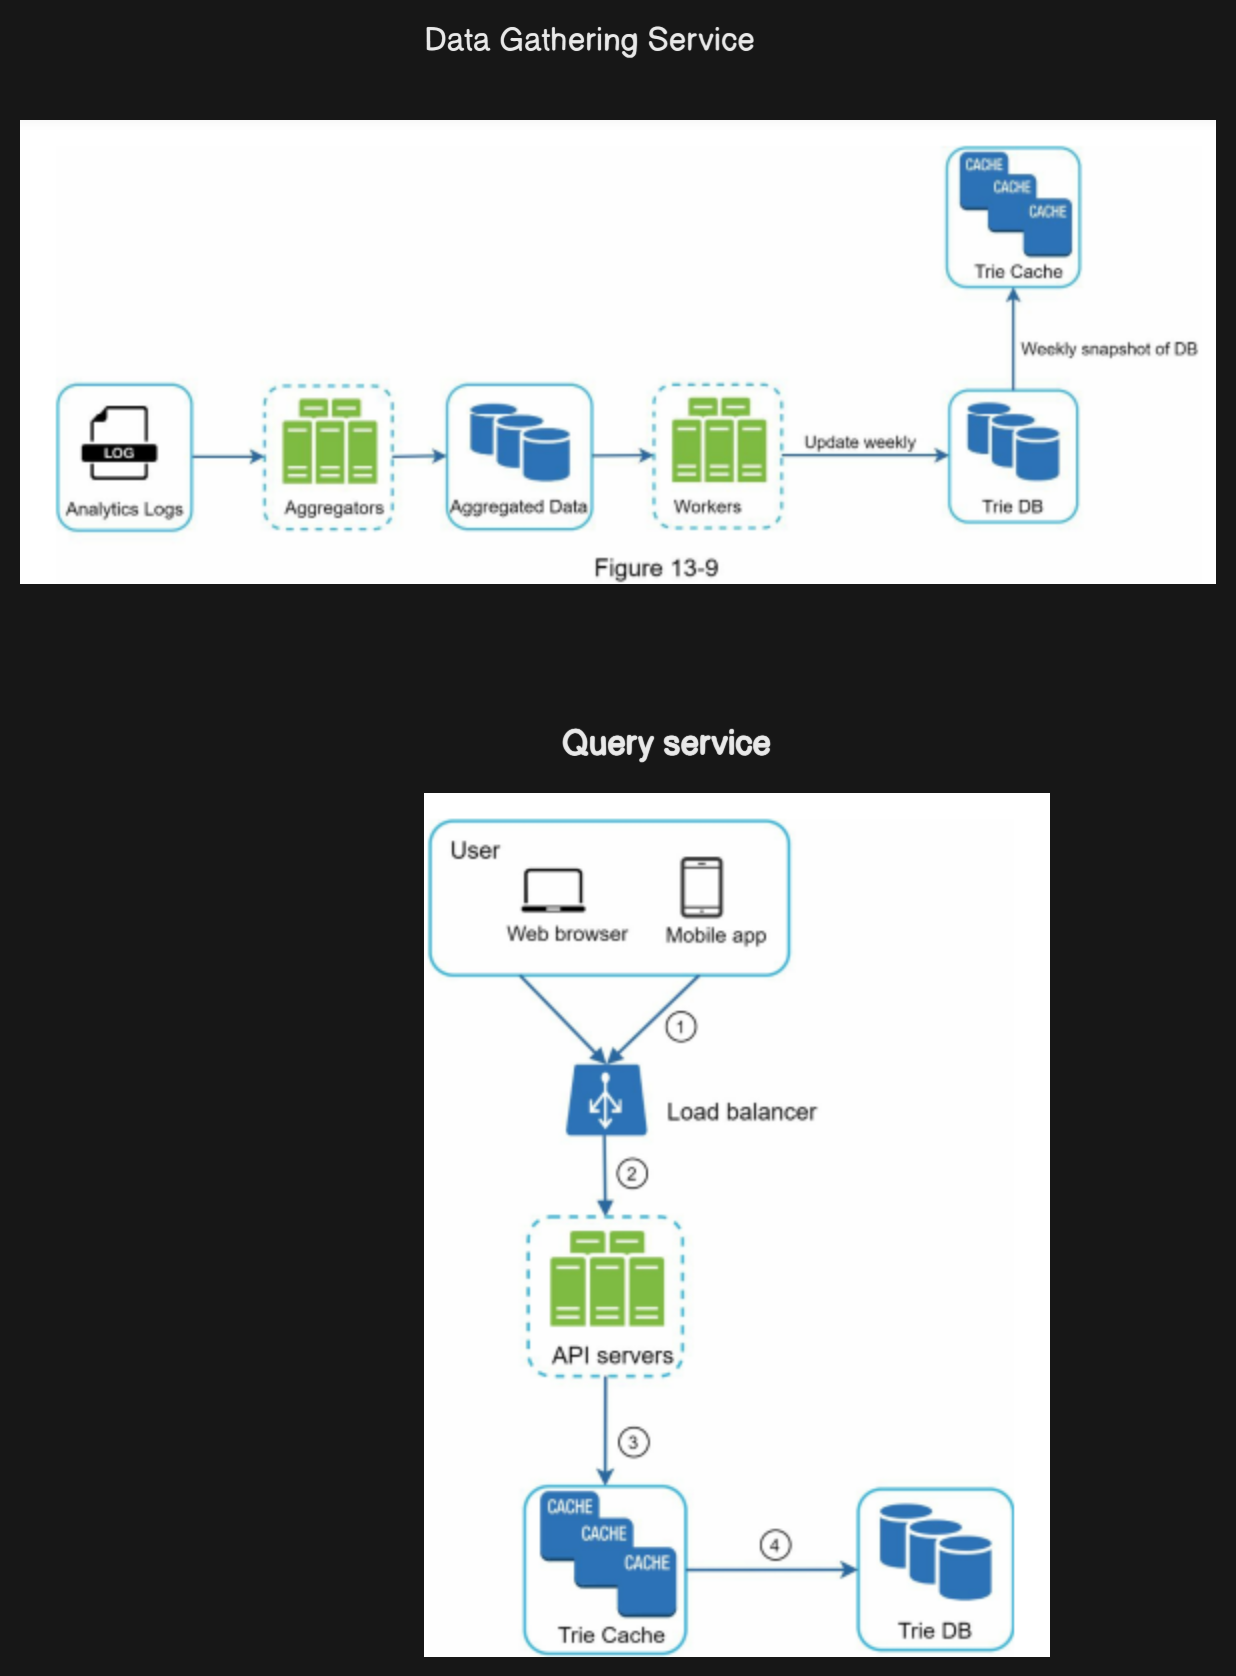 Data Gathering Service
CACHE
CACHE
CACHE
Trie Cache
Weekly snapshot of DB
LOG
Analytics Logs
Aggregators
Aggregated Data
Workers
Update weekly
Trie DB
Figure 13-9
Query service
User
Web browser
Mobile app
1
Load balancer
2
API servers
3
CACHE
CACHE
CACHE
Trie Cache
4
Trie DB